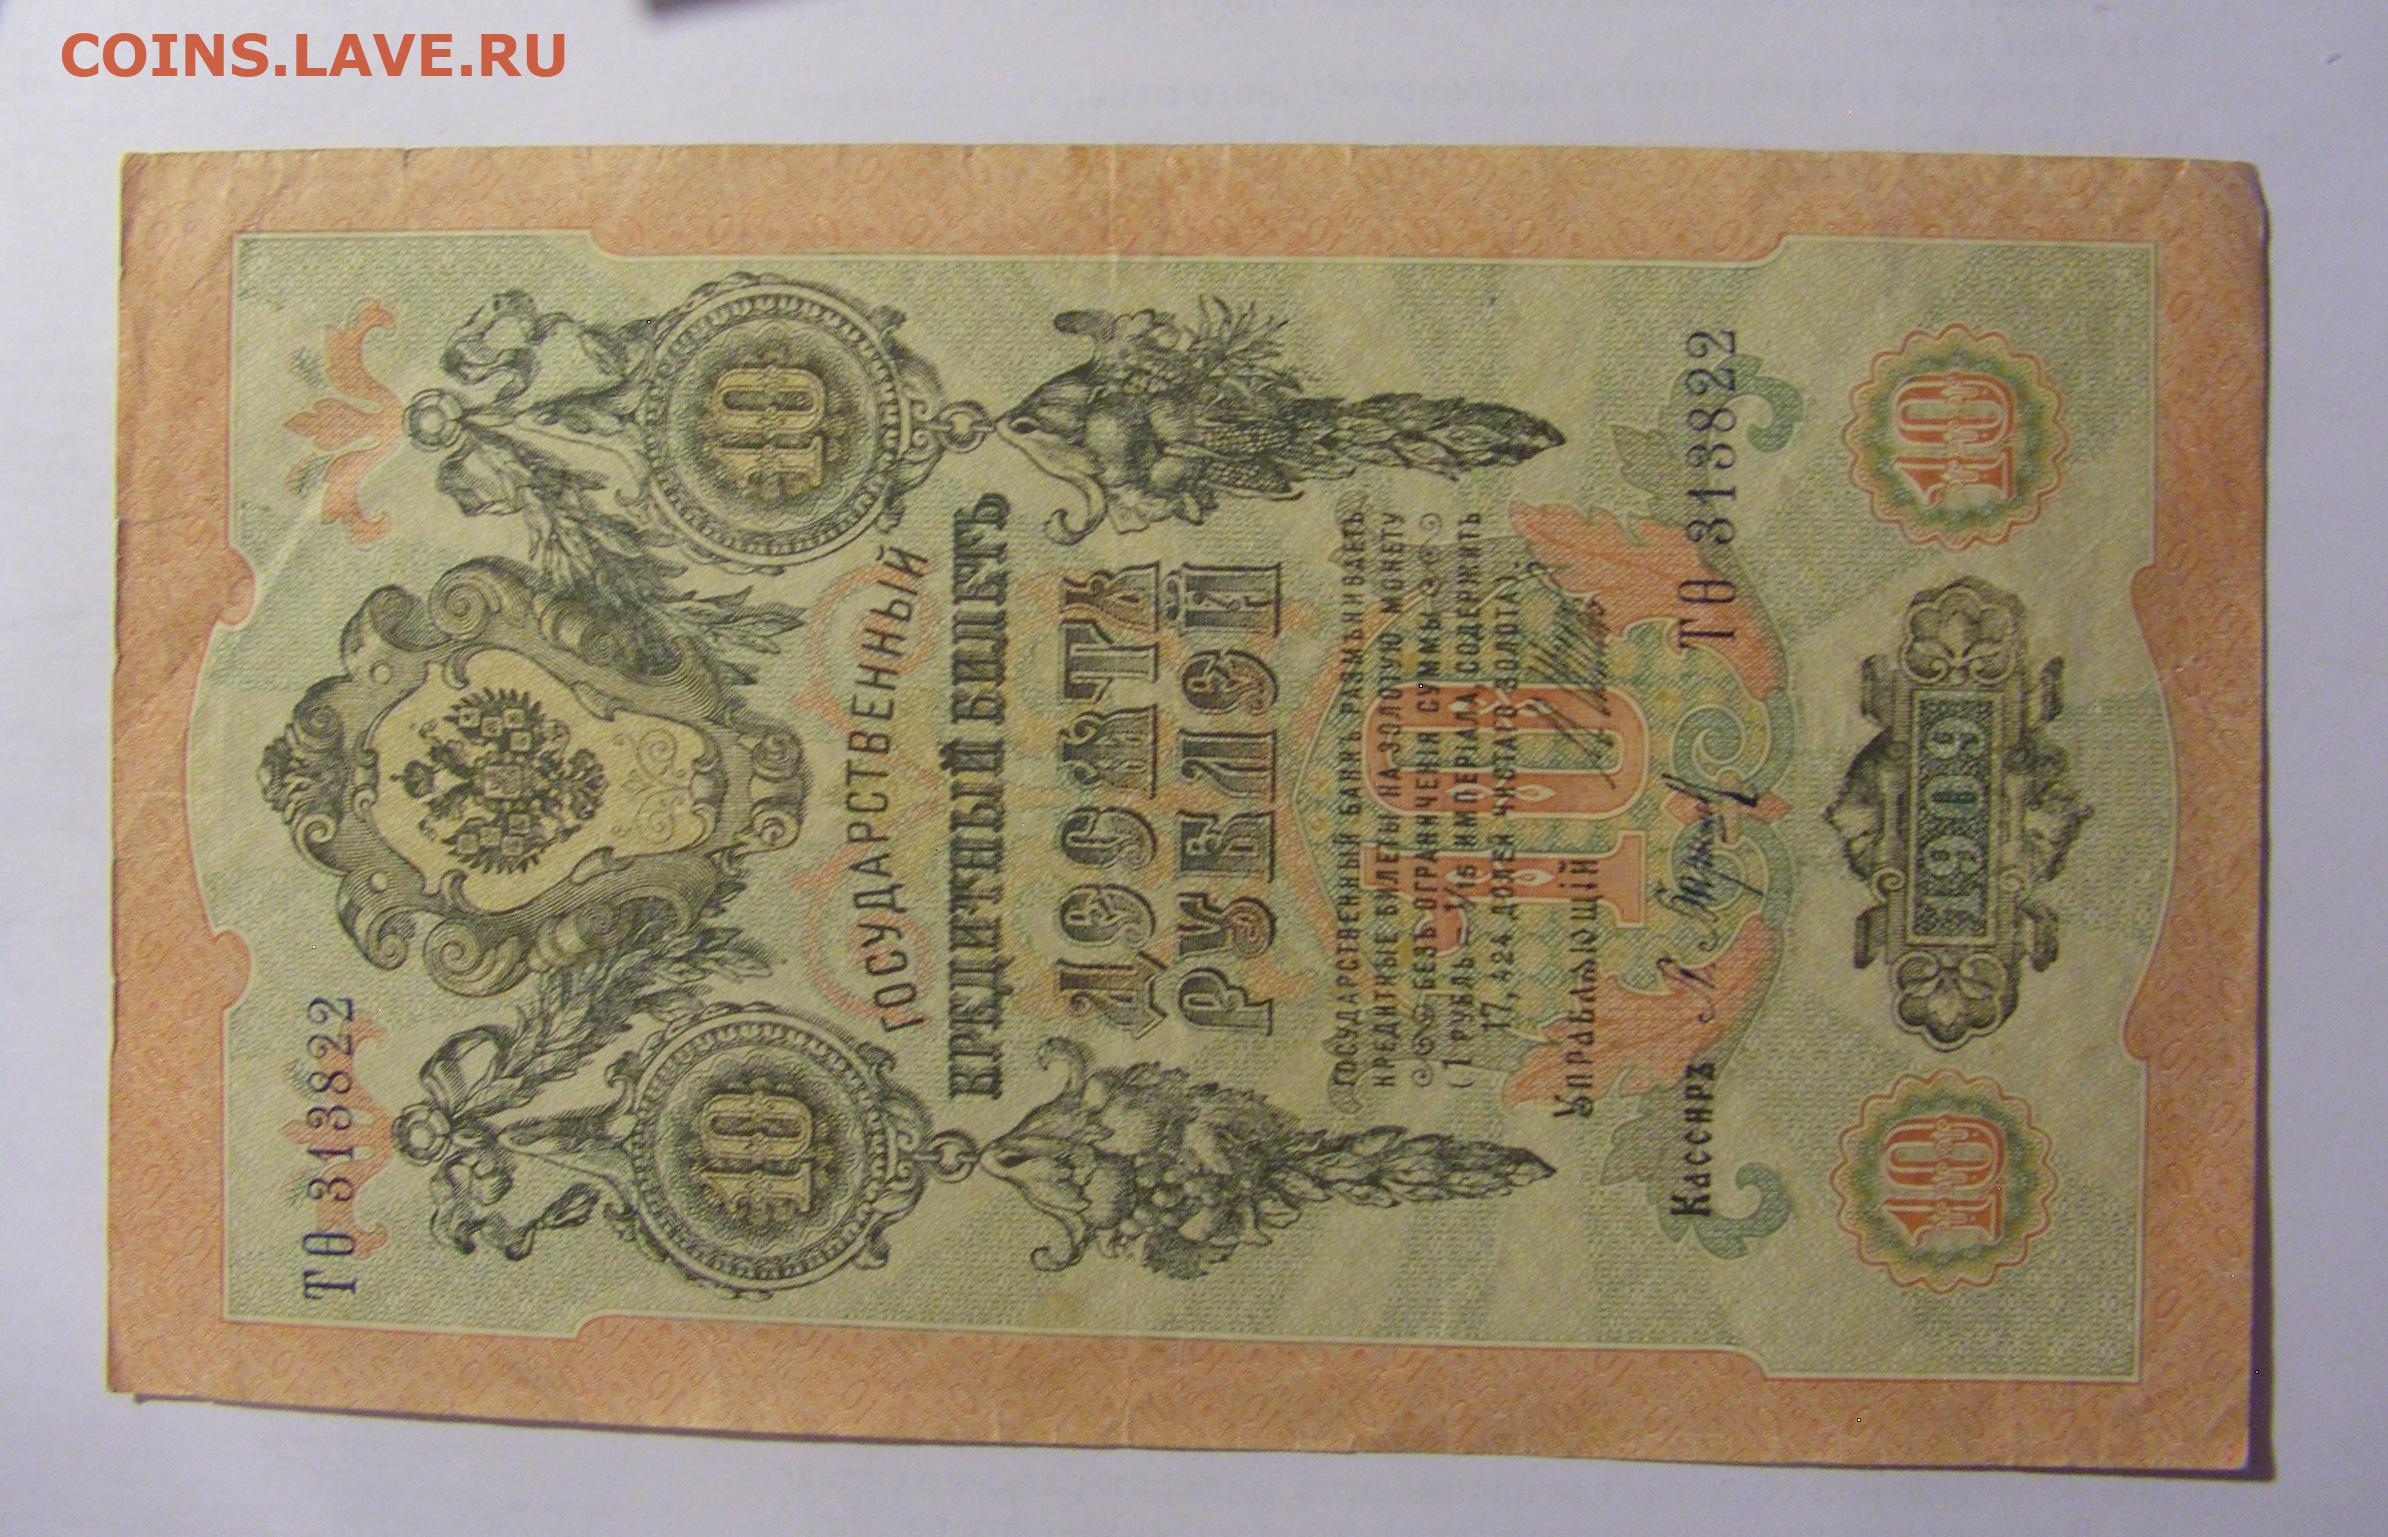 COINS.LAVE.RU
ТѲ 313822
10
10
ГОСУДАРСТВЕННЫЙ
КРЕДИТНЫЙ БИЛЕТЪ
ДЕСЯТЬ
РУБЛЕЙ
ГОСУДАРСТВЕННЫЙ БАНКЪ РАЗМѢНИВАЕТЪ
КРЕДИТНЫЕ БИЛЕТЫ НА ЗОЛОТУЮ МОНЕТУ
БЕЗЪ ОГРАНИЧЕНІЯ СУММЫ
(1 РУБЛЬ = 1/15 ИМПЕРІАЛА, СОДЕРЖИТЪ
17,424 ДОЛЕЙ ЧИСТАГО ЗОЛОТА).
10
Управляющій
Кассиръ
ТѲ 313822
10
1909
10